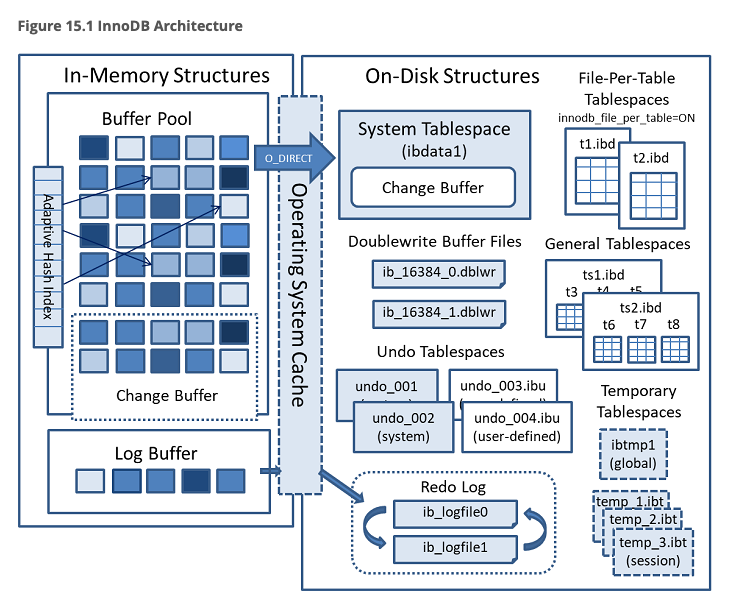 Figure 15.1 InnoDB Architecture
In-Memory Structures
Buffer Pool
Adaptive Hash Index
Change Buffer
Log Buffer
O_DIRECT
Operating System Cache
On-Disk Structures
System Tablespace
(ibdata1)
Change Buffer
Doublewrite Buffer Files
ib_16384_0.dblwr
ib_16384_1.dblwr
Undo Tablespaces
undo_001
undo_002
(system)
undo_003.ibu
undo_004.ibu
(user-defined)
Redo Log
ib_logfile0
ib_logfile1
File-Per-Table
Tablespaces
innodb_file_per_table=ON
t1.ibd
t2.ibd
General Tablespaces
ts1.ibd
t3 t4 t5
ts2.ibd
t6 t7 t8
Temporary
Tablespaces
ibtmp1
(global)
temp_1.ibt
temp_2.ibt
temp_3.ibt
(session)